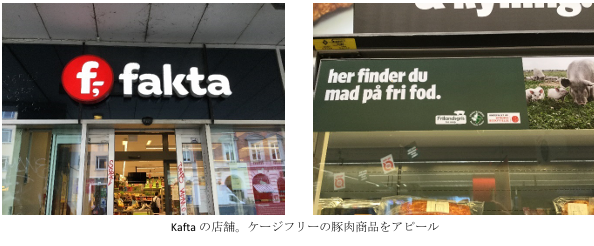 & kylling.
f,
fakta
her finder du
mad på fri fod.
Frilandsgris
Kafta の店舗。ケージフリーの豚肉商品をアピール